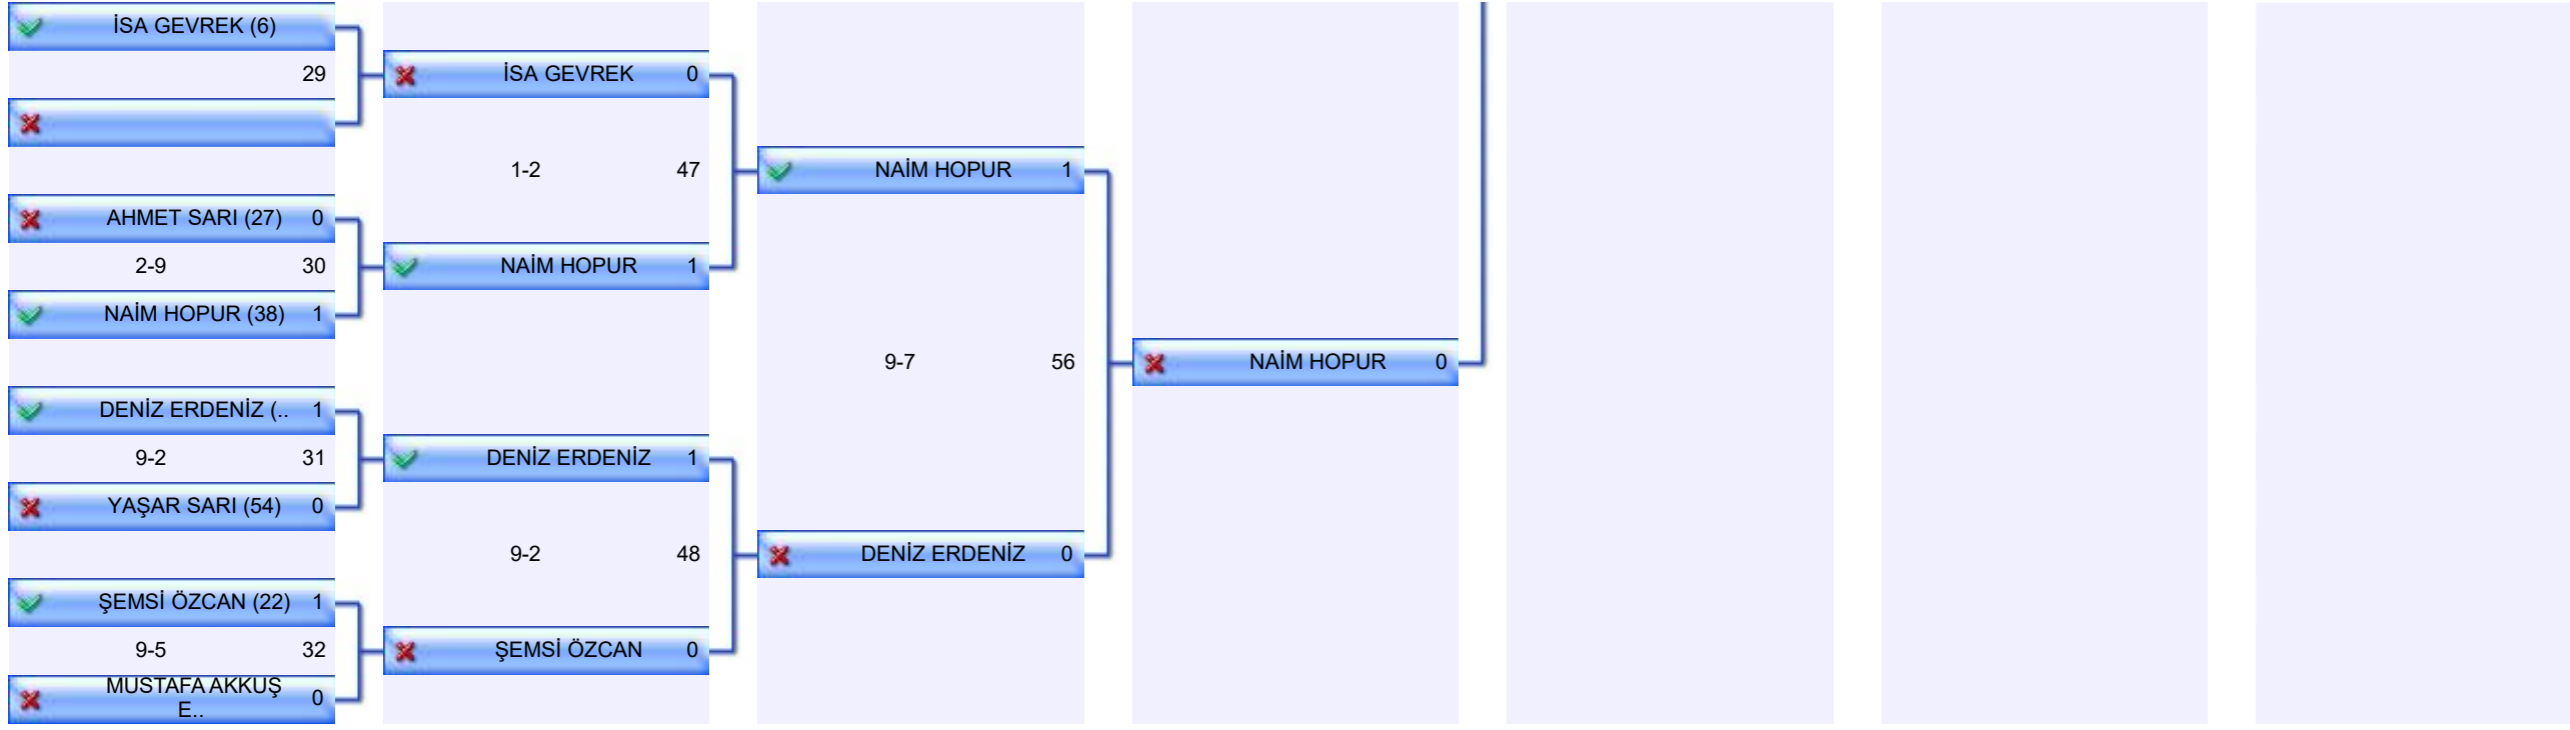 İSA GEVREK (6)
29
AHMET SARI (27) 0
2-9 30
NAİM HOPUR (38) 1
DENİZ ERDENİZ (.. 1
9-2 31
YAŞAR SARI (54) 0
ŞEMSİ ÖZCAN (22) 1
9-5 32
MUSTAFA AKKUŞ
E.. 0
İSA GEVREK 0
1-2 47
NAİM HOPUR 1
DENİZ ERDENİZ 1
9-2 48
ŞEMSİ ÖZCAN 0
NAİM HOPUR 1
9-7 56
DENİZ ERDENİZ 0
NAİM HOPUR 0